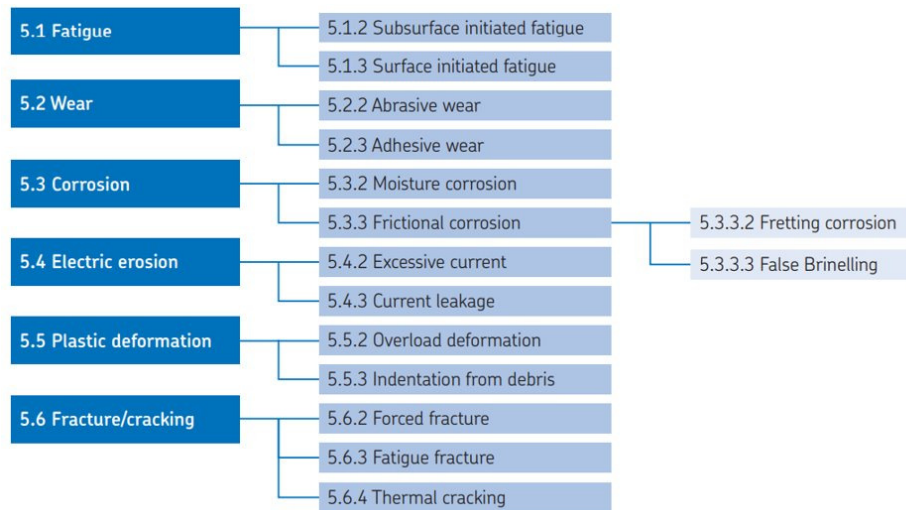 5.1 Fatigue
5.1.2 Subsurface initiated fatigue
5.1.3 Surface initiated fatigue
5.2 Wear
5.2.2 Abrasive wear
5.2.3 Adhesive wear
5.3 Corrosion
5.3.2 Moisture corrosion
5.3.3 Frictional corrosion
5.3.3.2 Fretting corrosion
5.3.3.3 False Brinelling
5.4 Electric erosion
5.4.2 Excessive current
5.4.3 Current leakage
5.5 Plastic deformation
5.5.2 Overload deformation
5.5.3 Indentation from debris
5.6 Fracture/cracking
5.6.2 Forced fracture
5.6.3 Fatigue fracture
5.6.4 Thermal cracking